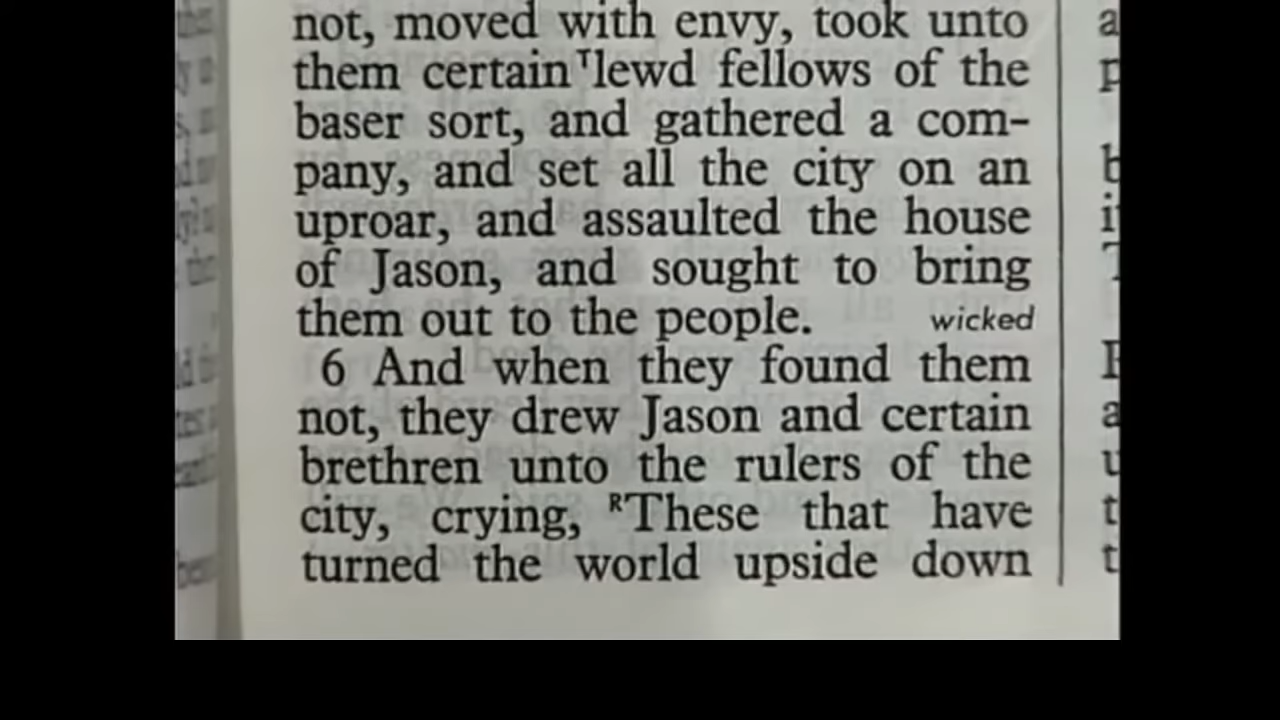 not, moved with envy, took unto
them certain ᵀlewd fellows of the
baser sort, and gathered a com-
pany, and set all the city on an
uproar, and assaulted the house
of Jason, and sought to bring
them out to the people. wicked
6 And when they found them
not, they drew Jason and certain
brethren unto the rulers of the
city, crying, ᴿThese that have
turned the world upside down